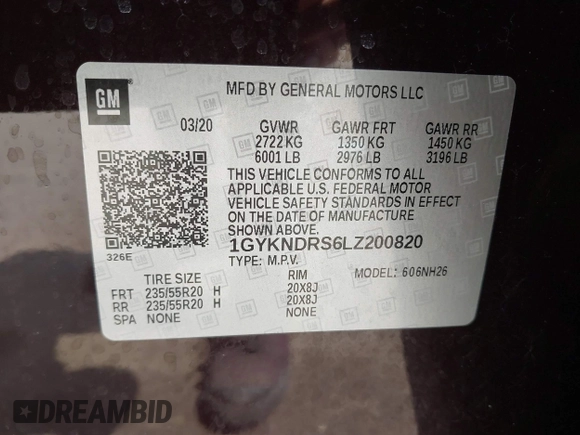 GM
MFD BY GENERAL MOTORS LLC
03/20 GVWR GAWR FRT GAWR RR
2722 KG 1350 KG 1450 KG
6001 LB 2976 LB 3196 LB
THIS VEHICLE CONFORMS TO ALL
APPLICABLE U.S. FEDERAL MOTOR
VEHICLE SAFETY STANDARDS IN EFFECT
ON THE DATE OF MANUFACTURE
SHOWN ABOVE.
1GYKNDRS6LZ200820
326E
TYPE: M.P.V.
TIRE SIZE RIM MODEL: 606NH26
FRT 235/55R20 H 20X8J
RR 235/55R20 H 20X8J
SPA NONE NONE
DREAMBID